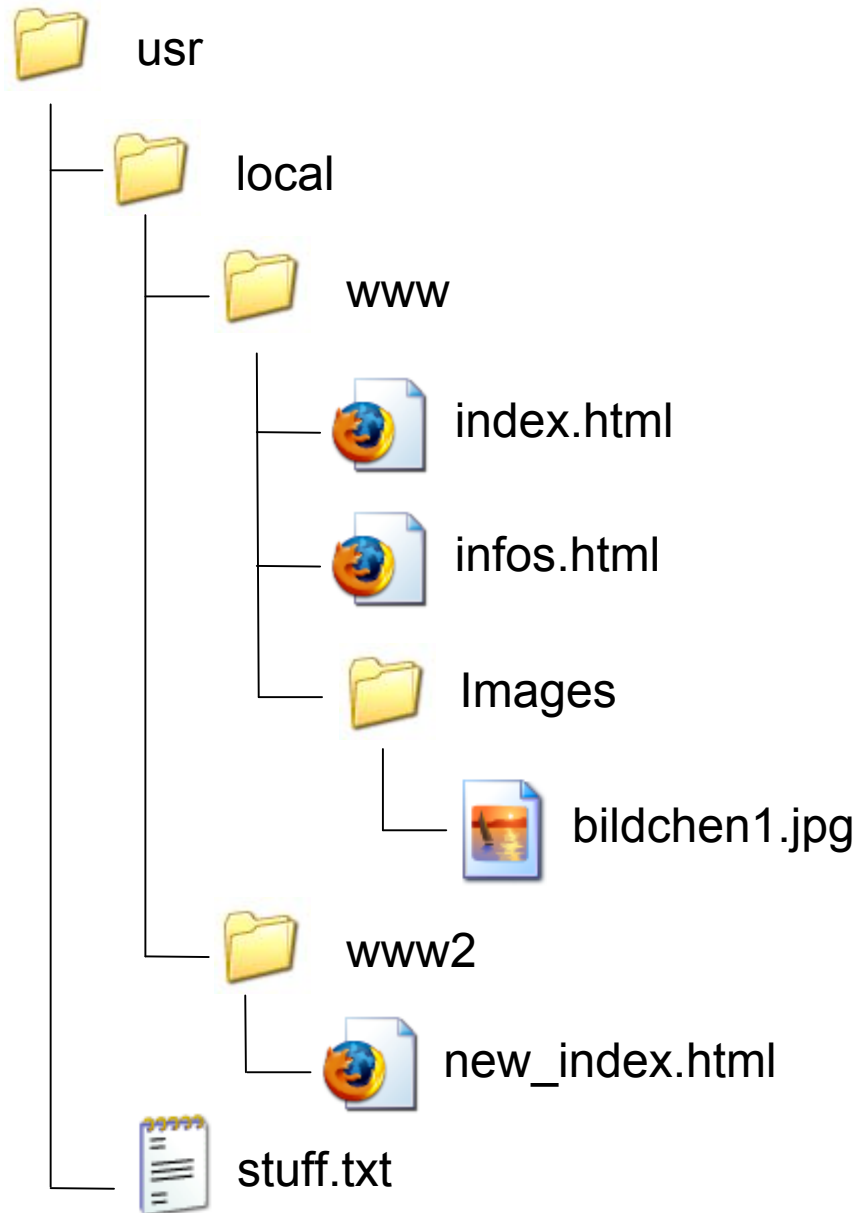 usr
local
www
index.html
infos.html
Images
bildchen1.jpg
www2
new_index.html
stuff.txt